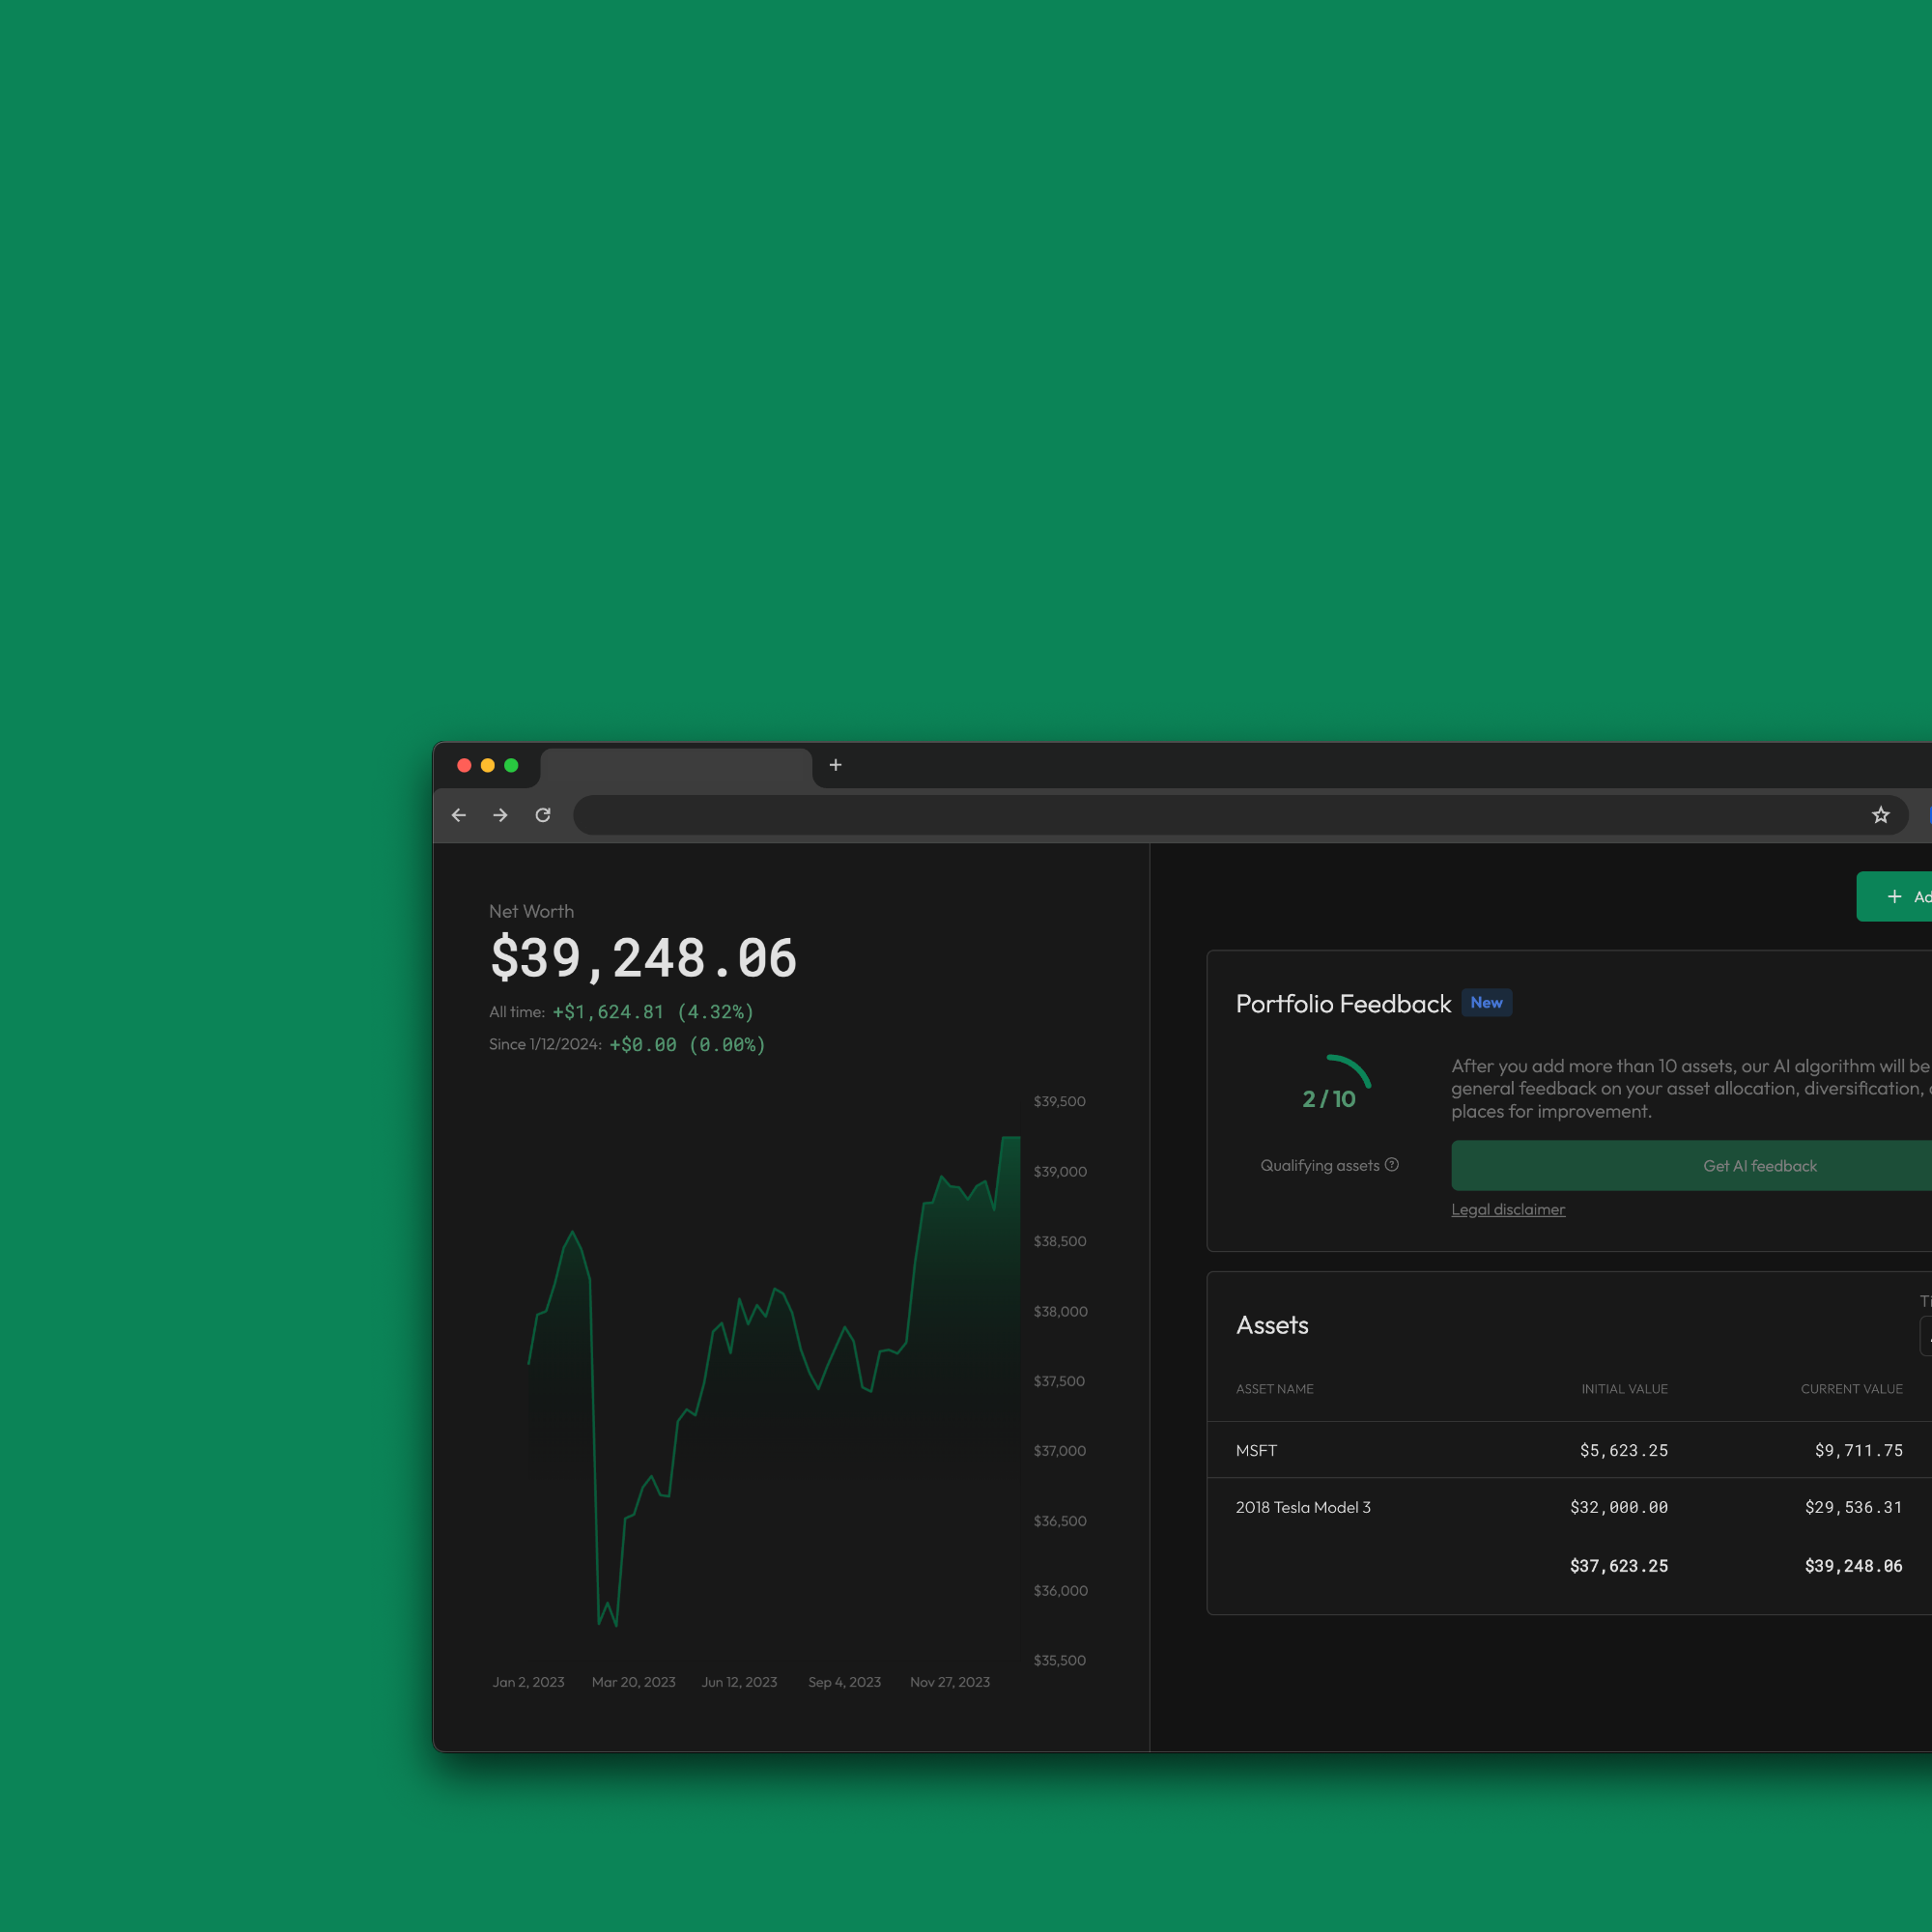 Net Worth
$39,248.06
All time: +$1,624.81 (4.32%)
Since 1/12/2024: +$0.00 (0.00%)
$39,500
$39,000
$38,500
$38,000
$37,500
$37,000
$36,500
$36,000
$35,500
Jan 2, 2023 Mar 20, 2023 Jun 12, 2023 Sep 4, 2023 Nov 27, 2023
+ Ad
Portfolio Feedback New
2 / 10
Qualifying assets
After you add more than 10 assets, our AI algorithm will be
general feedback on your asset allocation, diversification,
places for improvement.
Get AI feedback
Legal disclaimer
Assets
ASSET NAME INITIAL VALUE CURRENT VALUE
MSFT $5,623.25 $9,711.75
2018 Tesla Model 3 $32,000.00 $29,536.31
$37,623.25 $39,248.06